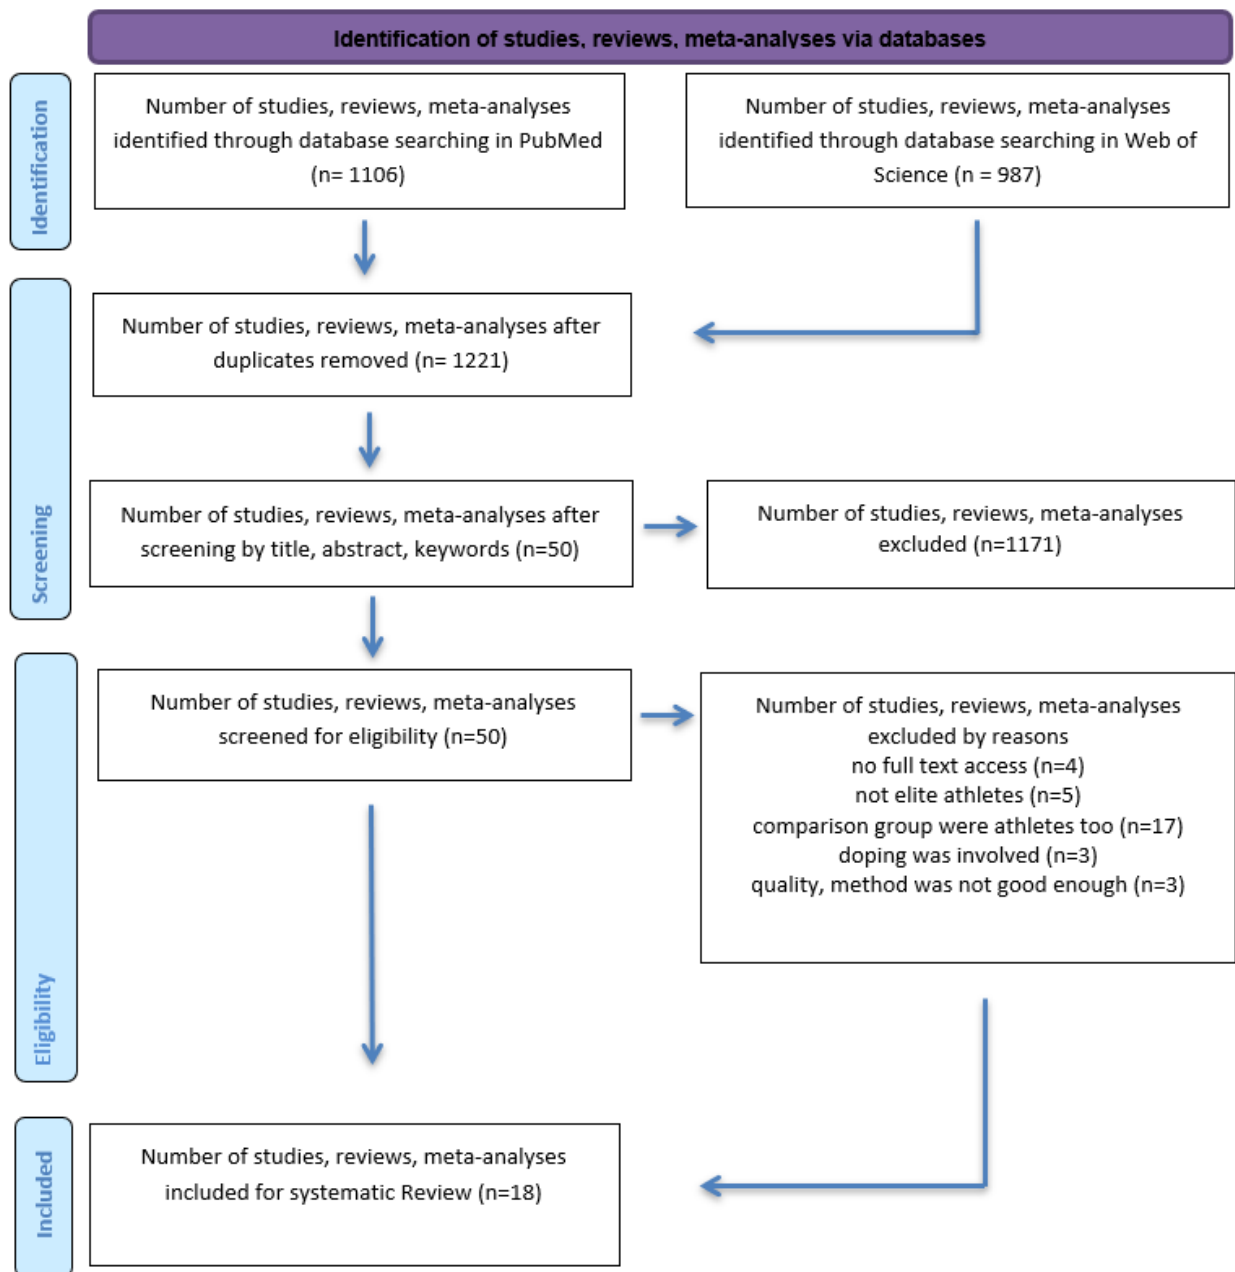 Identification of studies, reviews, meta-analyses via databases
Identification
Number of studies, reviews, meta-analyses
identified through database searching in PubMed
(n= 1106)
Number of studies, reviews, meta-analyses
identified through database searching in Web of
Science (n = 987)
Screening
Number of studies, reviews, meta-analyses after
duplicates removed (n= 1221)
Number of studies, reviews, meta-analyses after
screening by title, abstract, keywords (n=50)
Number of studies, reviews, meta-analyses
excluded (n=1171)
Eligibility
Number of studies, reviews, meta-analyses
screened for eligibility (n=50)
Number of studies, reviews, meta-analyses
excluded by reasons
no full text access (n=4)
not elite athletes (n=5)
comparison group were athletes too (n=17)
doping was involved (n=3)
quality, method was not good enough (n=3)
Included
Number of studies, reviews, meta-analyses
included for systematic Review (n=18)